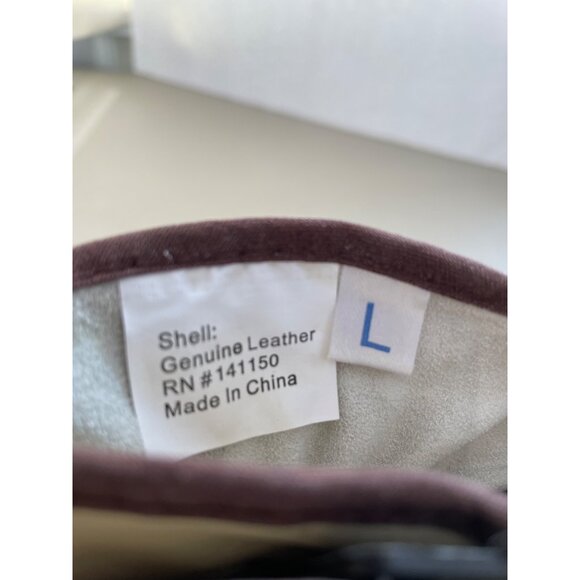 Shell:
Genuine Leather
RN #141150
Made In China
L